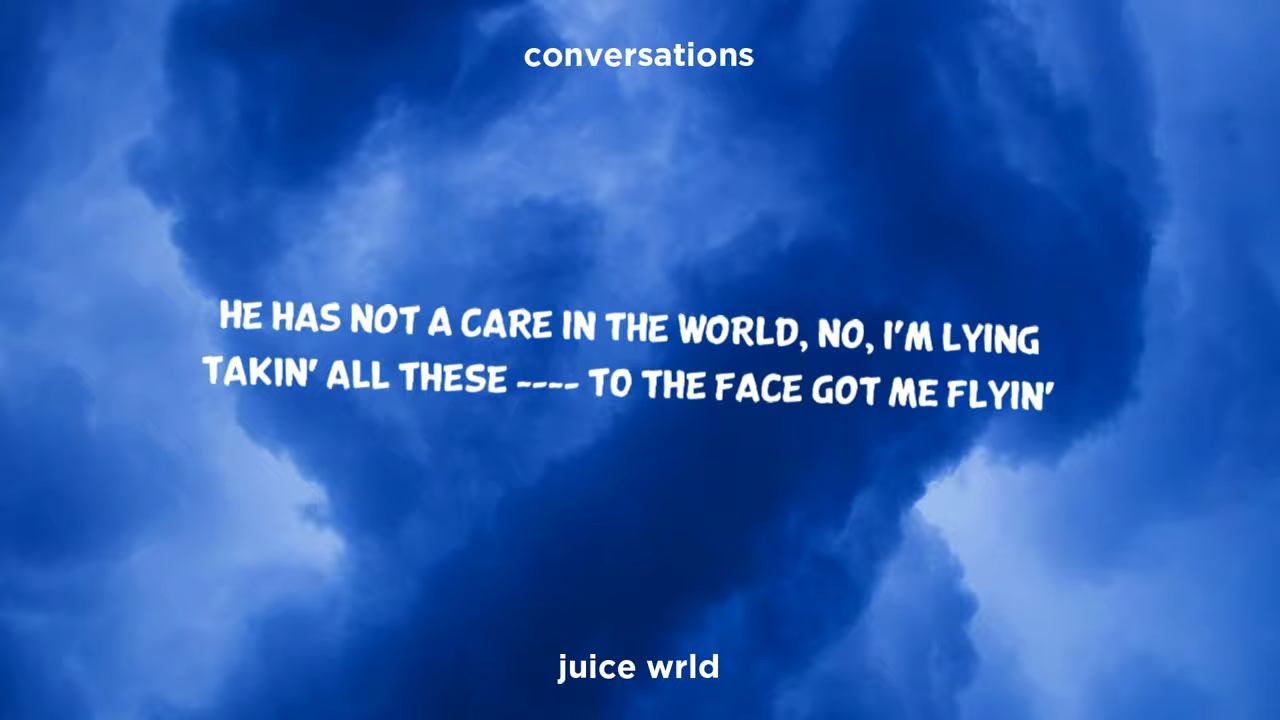 conversations
HE HAS NOT A CARE IN THE WORLD, NO, I'M LYING
TAKIN' ALL THESE ---- TO THE FACE GOT ME FLYIN'
juice wrld